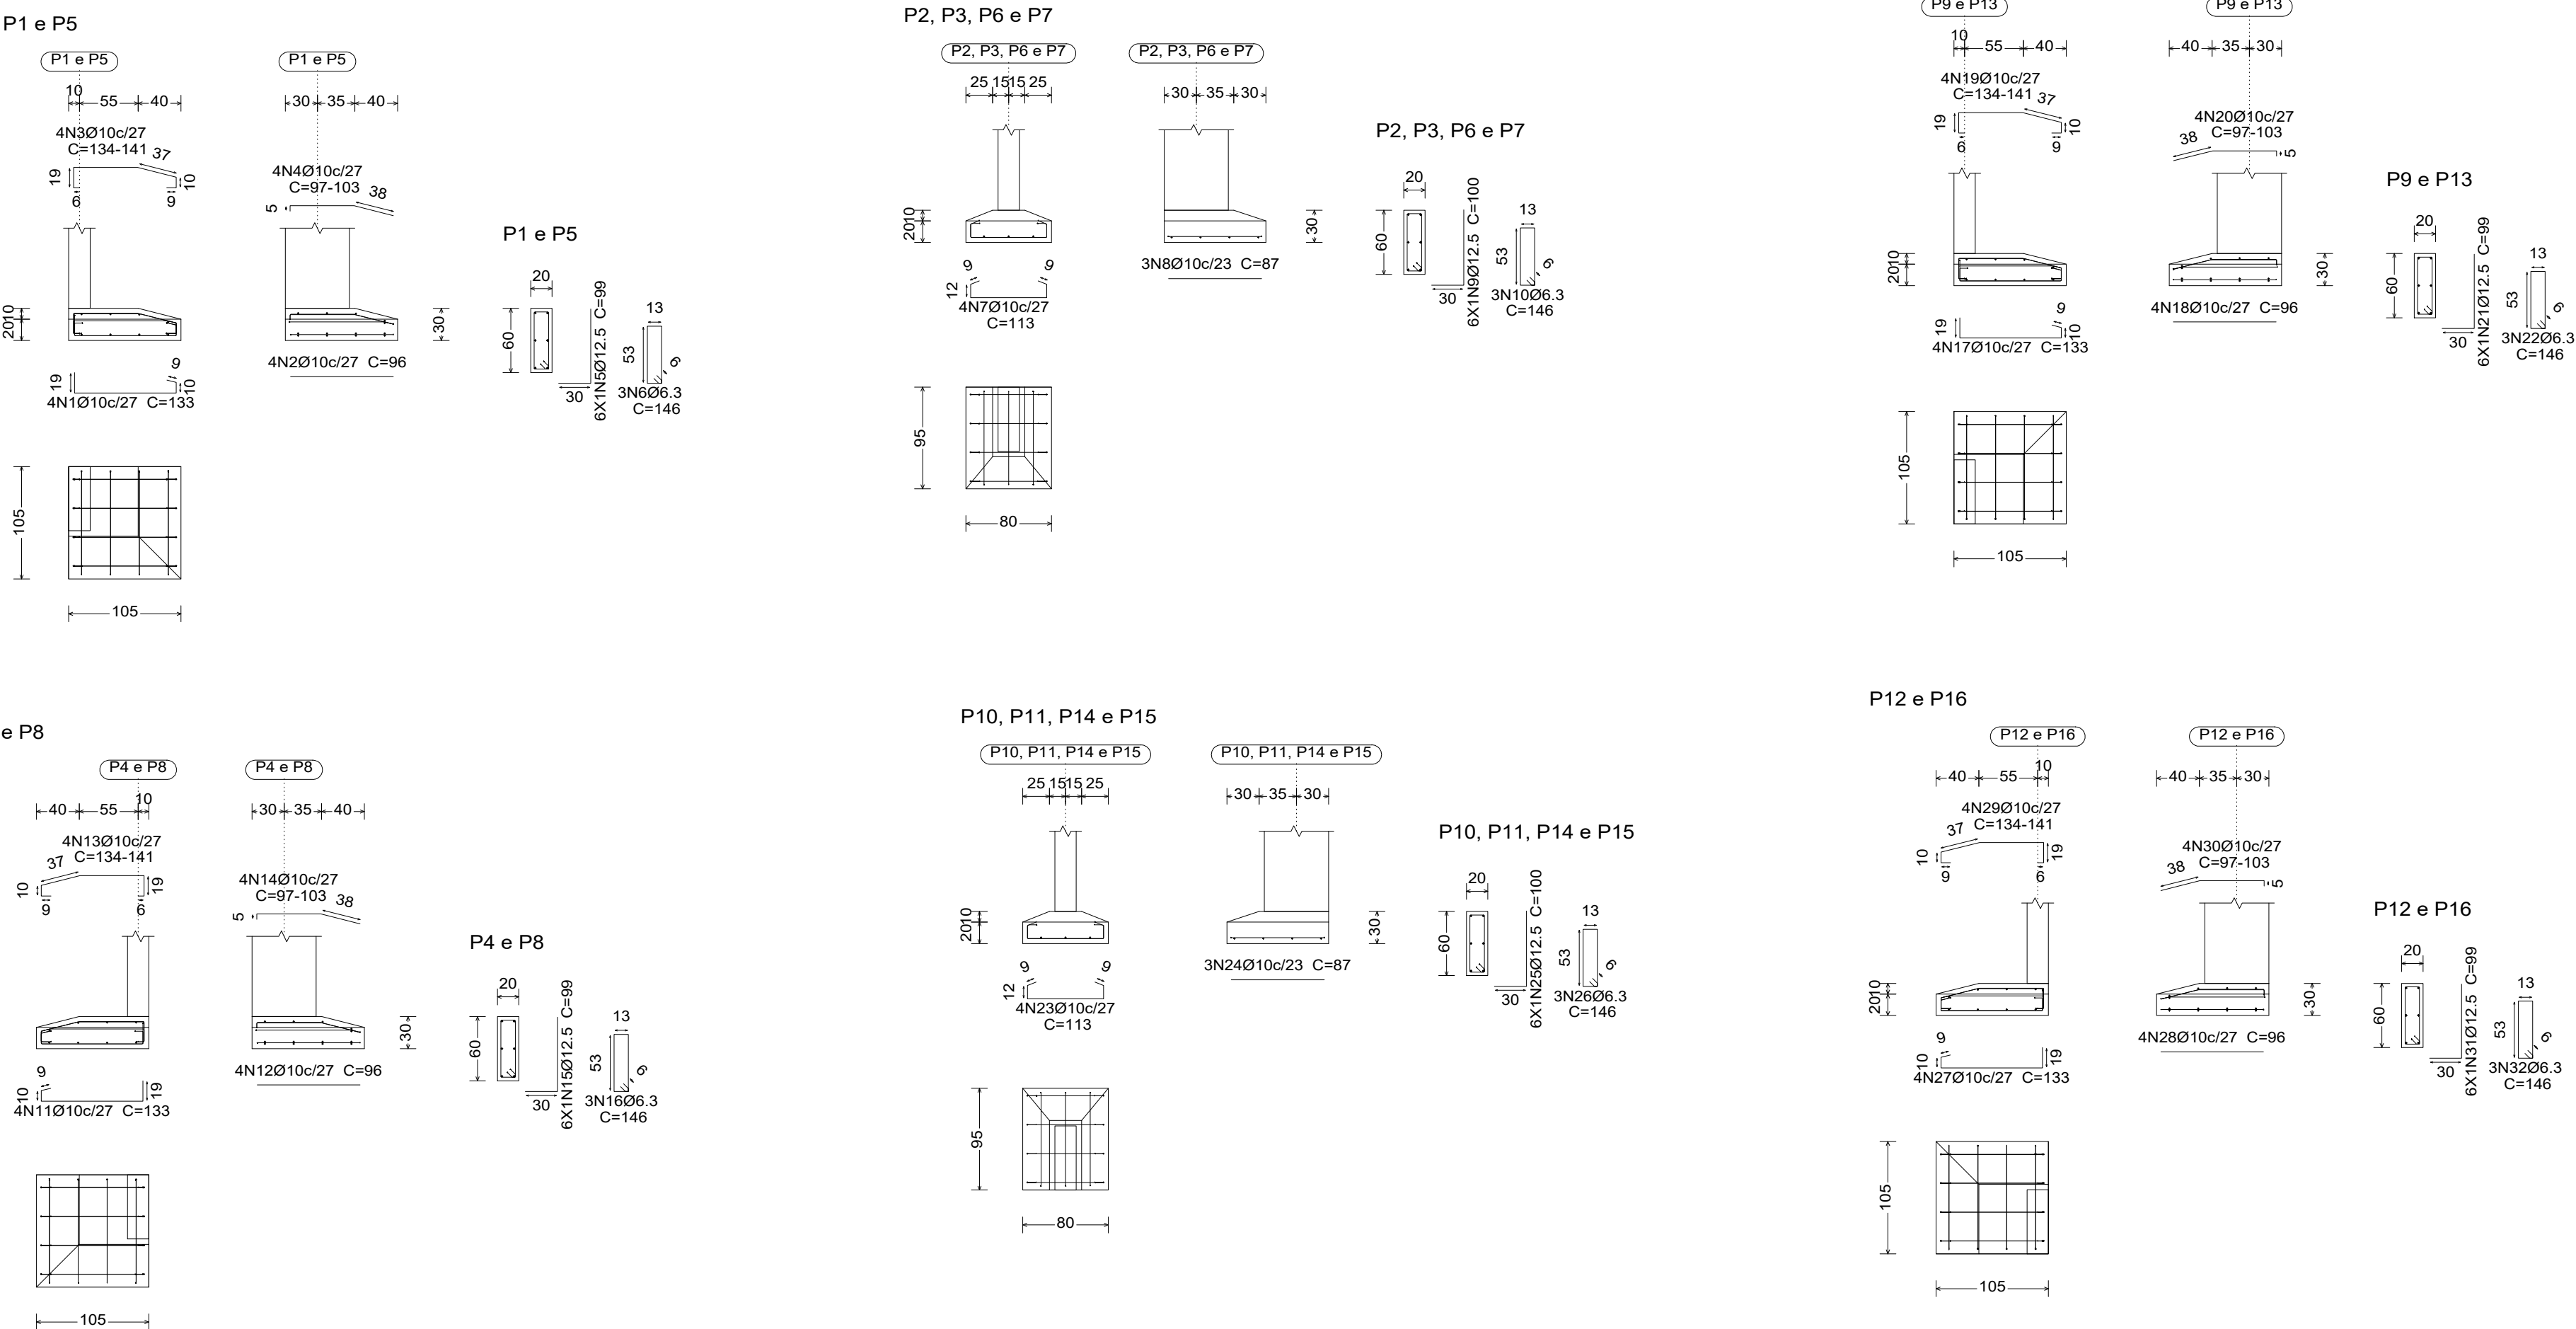 P1 e P5
P1 e P5
P1 e P5
10
55
40
30
35
40
4N3Ø10c/27
C=134-141
37
19
6
9
10
4N4Ø10c/27
C=97-103
38
5
2010
30
9
19
10
4N1Ø10c/27 C=133
4N2Ø10c/27 C=96
105
105
P1 e P5
20
60
30
6X1N5Ø12.5 C=99
13
53
6
3N6Ø6.3
C=146
P2, P3, P6 e P7
P2, P3, P6 e P7
P2, P3, P6 e P7
25
15
15
25
30
35
30
2010
30
9
9
12
4N7Ø10c/27
C=113
3N8Ø10c/23 C=87
95
80
P2, P3, P6 e P7
20
60
30
6X1N9Ø12.5 C=100
13
53
6
3N10Ø6.3
C=146
P9 e P13
P9 e P13
10
55
40
40
35
30
4N19Ø10c/27
C=134-141
37
19
6
9
10
4N20Ø10c/27
C=97-103
38
5
2010
30
9
19
10
4N17Ø10c/27 C=133
4N18Ø10c/27 C=96
105
105
P9 e P13
20
60
30
6X1N21Ø12.5 C=99
13
53
6
3N22Ø6.3
C=146
e P8
P4 e P8
P4 e P8
40
55
10
30
35
40
4N13Ø10c/27
C=134-141
37
10
9
6
19
4N14Ø10c/27
C=97-103
38
5
30
9
10
19
4N11Ø10c/27 C=133
4N12Ø10c/27 C=96
105
P4 e P8
20
60
30
6X1N15Ø12.5 C=99
13
53
6
3N16Ø6.3
C=146
P10, P11, P14 e P15
P10, P11, P14 e P15
P10, P11, P14 e P15
25
15
15
25
30
35
30
2010
30
9
9
12
4N23Ø10c/27
C=113
3N24Ø10c/23 C=87
95
80
P10, P11, P14 e P15
20
60
30
6X1N25Ø12.5 C=100
13
53
6
3N26Ø6.3
C=146
P12 e P16
P12 e P16
P12 e P16
40
55
10
40
35
30
4N29Ø10c/27
C=134-141
37
10
9
6
19
4N30Ø10c/27
C=97-103
38
5
2010
30
9
10
19
4N27Ø10c/27 C=133
4N28Ø10c/27 C=96
105
105
P12 e P16
20
60
30
6X1N31Ø12.5 C=99
13
53
6
3N32Ø6.3
C=146